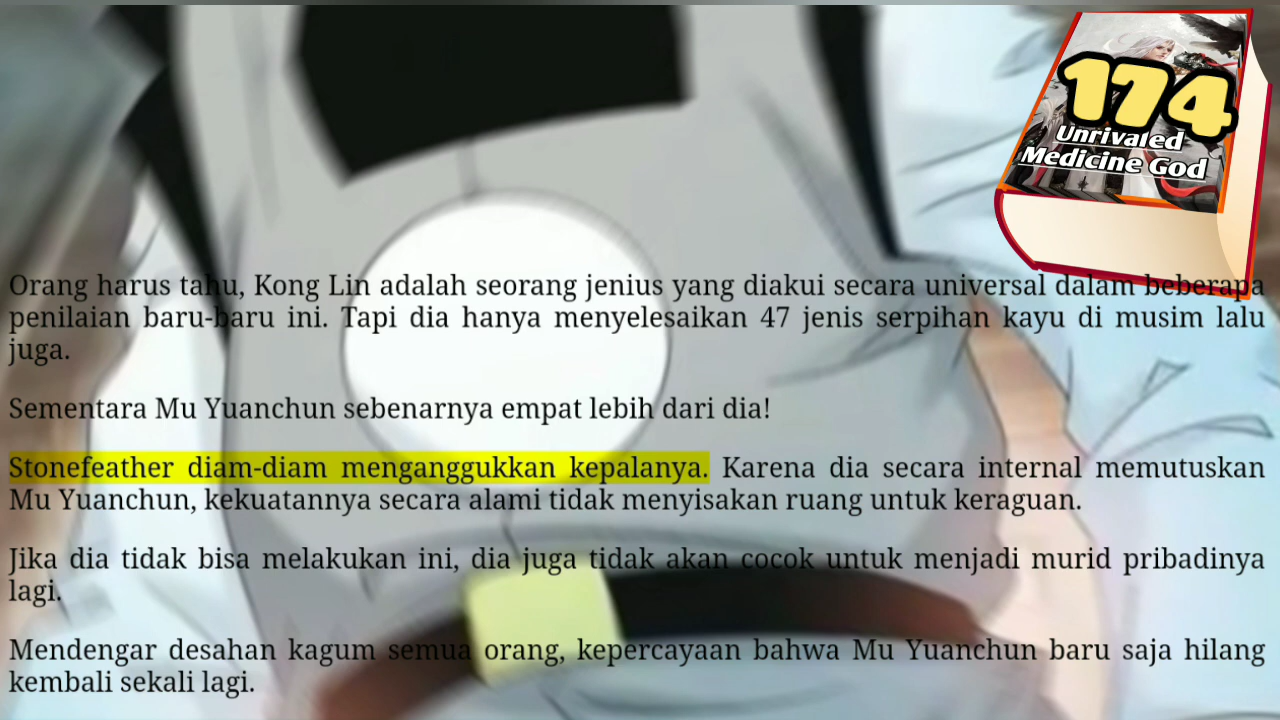 174
Unrivaled
Medicine God
Orang harus tahu, Kong Lin adalah seorang jenius yang diakui secara universal dalam beberapa
penilaian baru-baru ini. Tapi dia hanya menyelesaikan 47 jenis serpihan kayu di musim lalu
juga.
Sementara Mu Yuanchun sebenarnya empat lebih dari dia!
Stonefeather diam-diam menganggukkan kepalanya. Karena dia secara internal memutuskan
Mu Yuanchun, kekuatannya secara alami tidak menyisakan ruang untuk keraguan.
Jika dia tidak bisa melakukan ini, dia juga tidak akan cocok untuk menjadi murid pribadinya
lagi.
Mendengar desahan kagum semua orang, kepercayaan bahwa Mu Yuanchun baru saja hilang
kembali sekali lagi.